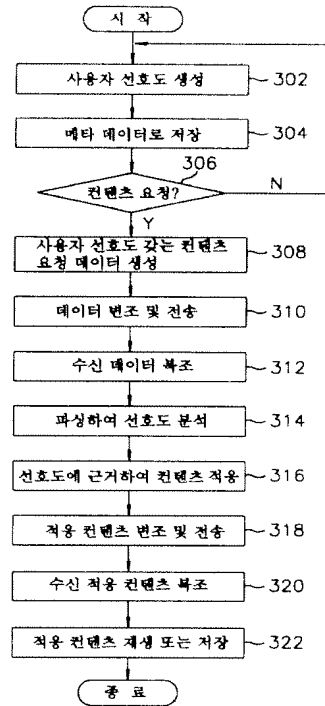 시 작
사용자 선호도 생성
302
메타 데이터로 저장
304
306
컨텐츠 요청?
N
Y
사용자 선호도 갖는 컨텐츠
요청 데이터 생성
308
데이터 변조 및 전송
310
수신 데이터 복조
312
파싱하여 선호도 분석
314
선호도에 근거하여 컨텐츠 적응
316
적응 컨텐츠 변조 및 전송
318
수신 적응 컨텐츠 복조
320
적응 컨텐츠 재생 또는 저장
322
종 료